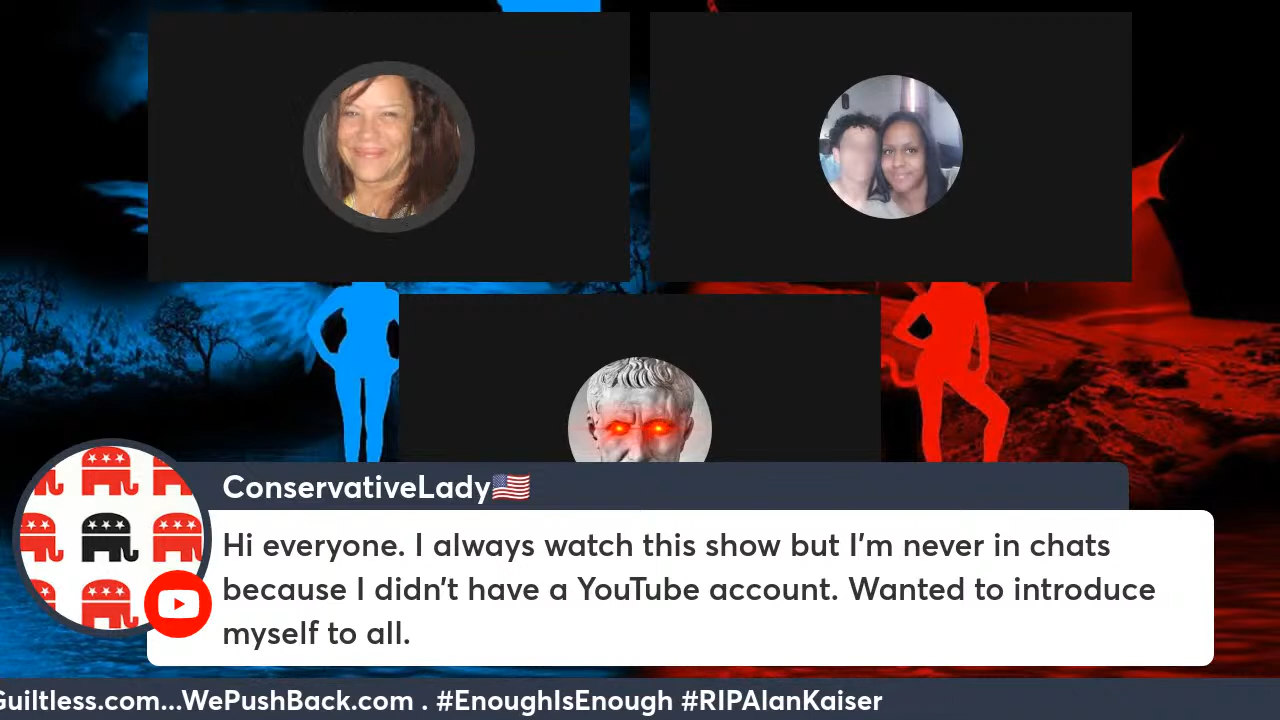 ConservativeLady🇺🇸
Hi everyone. I always watch this show but I'm never in chats
because I didn't have a YouTube account. Wanted to introduce
myself to all.
Guiltless.com...WePushBack.com . #EnoughIsEnough #RIPAlanKaiser